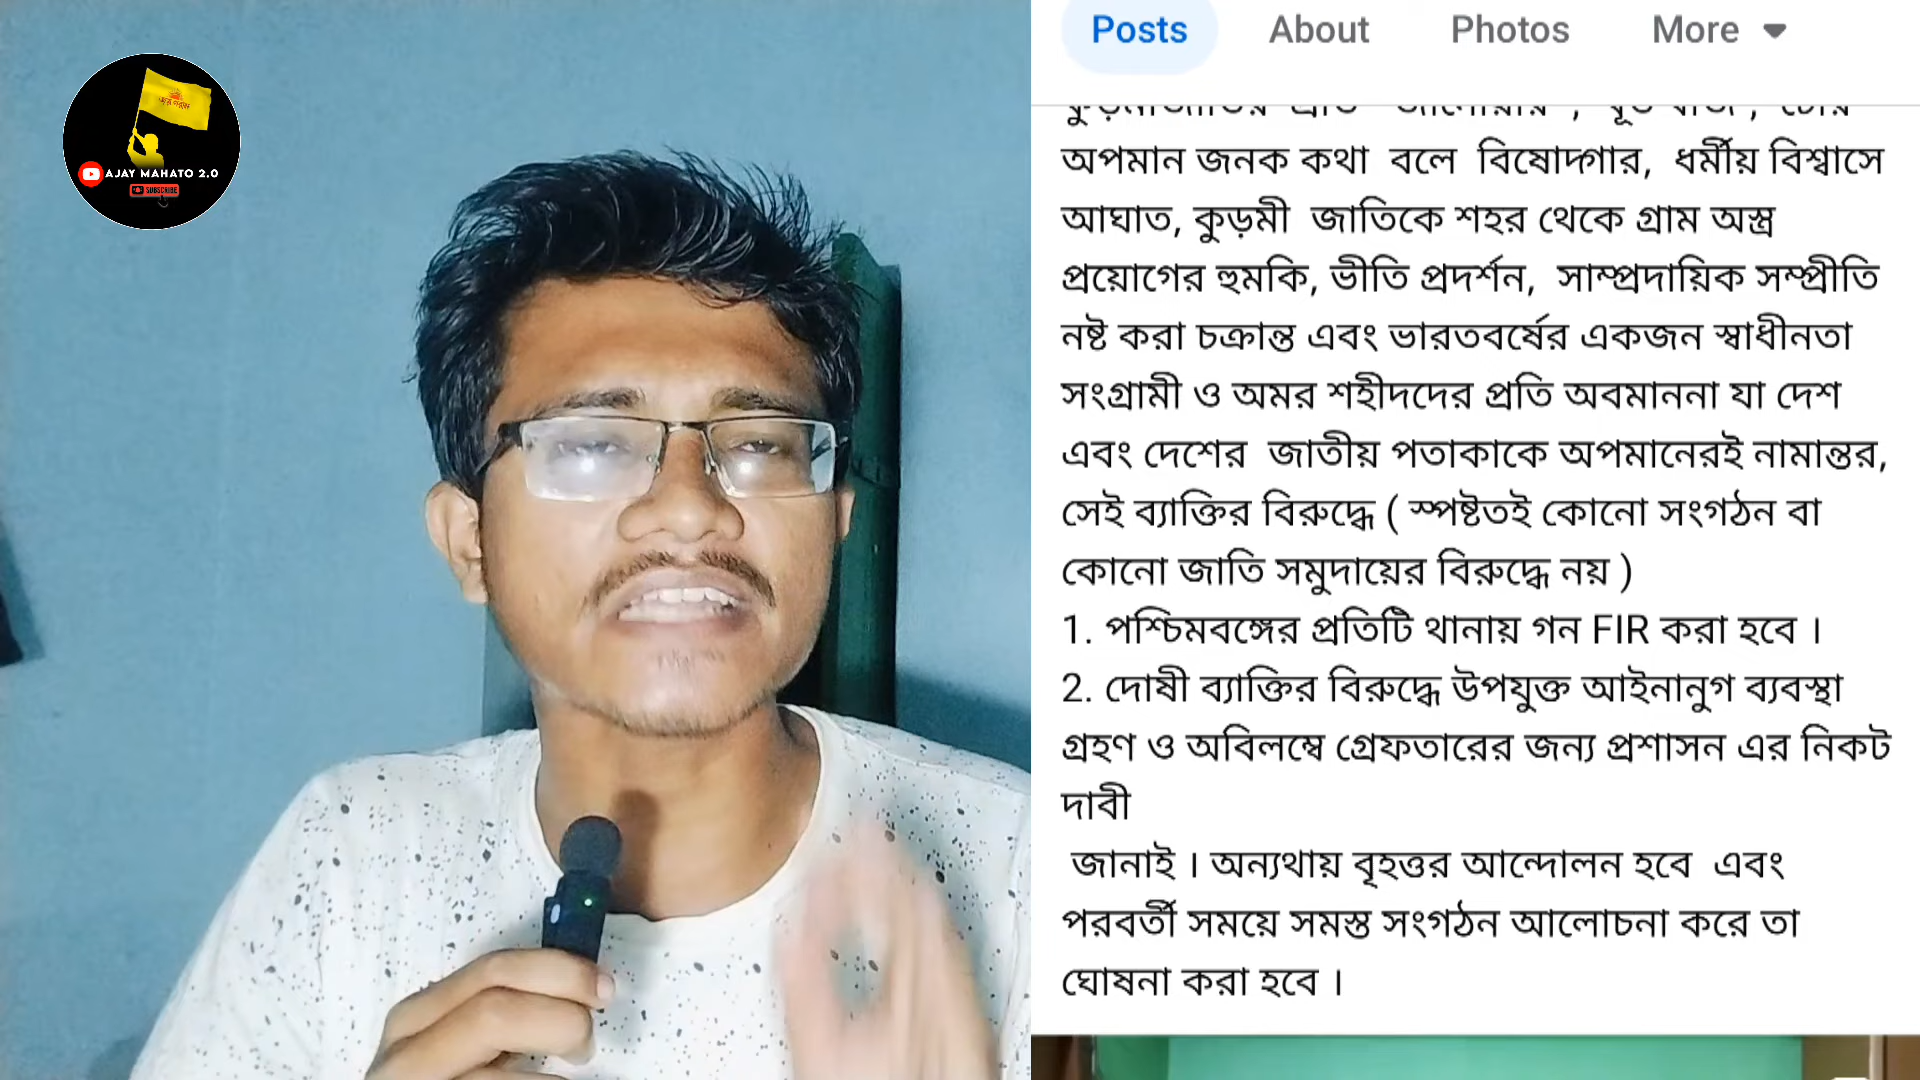 AJAY MAHATO 2.0
SUBSCRIBE
Posts About Photos More
অপমান জনক কথা বলে বিষোদ্গার, ধর্মীয় বিশ্বাসে
আঘাত, কুড়মী জাতিকে শহর থেকে গ্রাম অস্ত্র
প্রয়োগের হুমকি, ভীতি প্রদর্শন, সাম্প্রদায়িক সম্প্রীতি
নষ্ট করা চক্রান্ত এবং ভারতবর্ষের একজন স্বাধীনতা
সংগ্রামী ও অমর শহীদদের প্রতি অবমাননা যা দেশ
এবং দেশের জাতীয় পতাকাকে অপমানেরই নামান্তর,
সেই ব্যাক্তির বিরুদ্ধে ( স্পষ্টতই কোনো সংগঠন বা
কোনো জাতি সমুদায়ের বিরুদ্ধে নয় )
1. পশ্চিমবঙ্গের প্রতিটি থানায় গন FIR করা হবে ।
2. দোষী ব্যাক্তির বিরুদ্ধে উপযুক্ত আইনানুগ ব্যবস্থা
গ্রহণ ও অবিলম্বে গ্রেফতারের জন্য প্রশাসন এর নিকট
দাবী
জানাই । অন্যথায় বৃহত্তর আন্দোলন হবে এবং
পরবর্তী সময়ে সমস্ত সংগঠন আলোচনা করে তা
ঘোষনা করা হবে ।